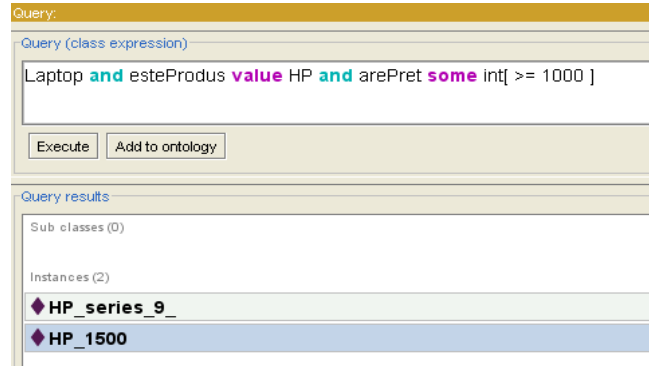 Query:
Query (class expression)
Laptop and esteProdus value HP and arePret some int[ >= 1000 ]
Execute Add to ontology
Query results
Sub classes (0)
Instances (2)
HP_series_9_
HP_1500